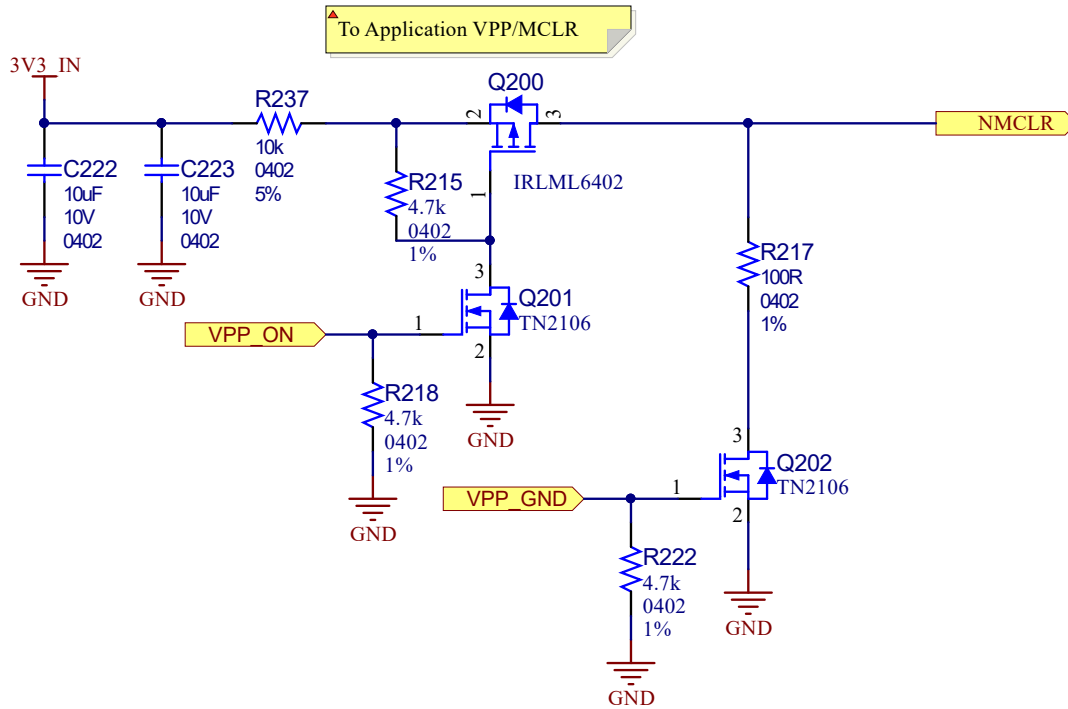 To Application VPP/MCLR
3V3_IN
C222
10uF
10V
0402
GND
C223
10uF
10V
0402
GND
R237
10k
0402
5%
R215
4.7k
0402
1%
Q200
2
3
1
IRLML6402
NMCLR
VPP_ON
R218
4.7k
0402
1%
GND
3
1
2
Q201
TN2106
GND
R217
100R
0402
1%
VPP_GND
R222
4.7k
0402
1%
GND
3
1
2
Q202
TN2106
GND